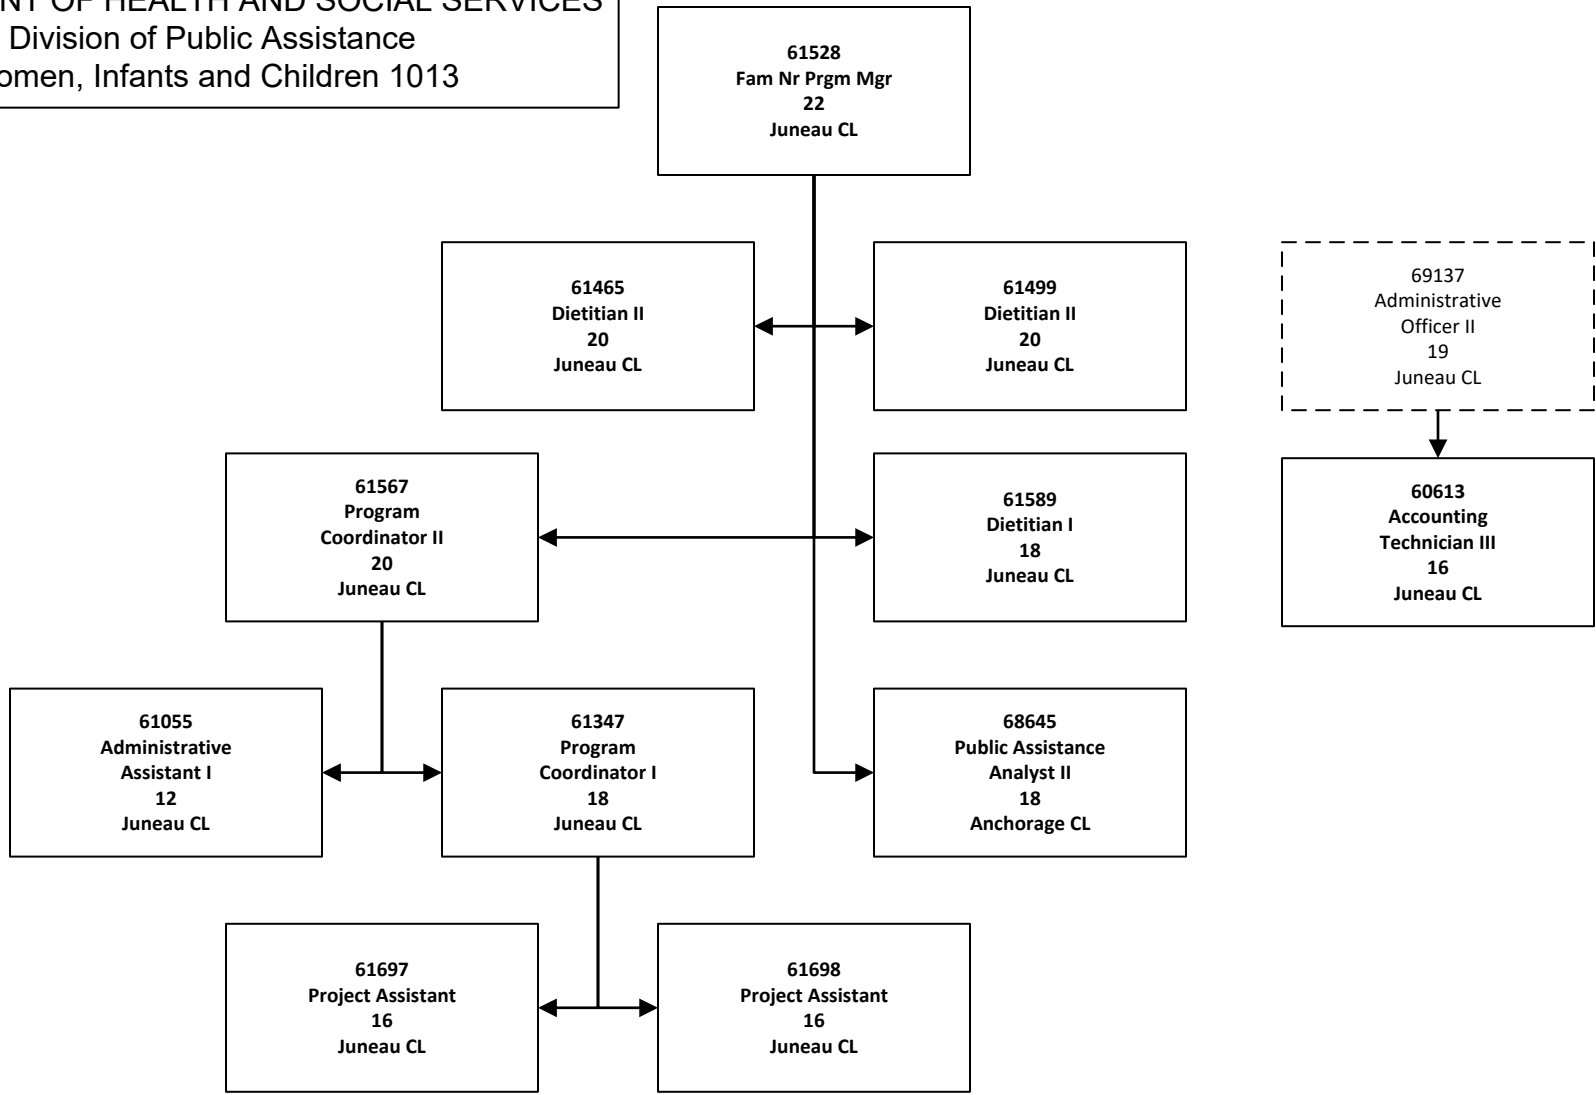 OF HEALTH AND SOCIAL SERVICES
Division of Public Assistance
Infants and Children 1013
61528
Fam Nr Prgm Mgr
22
Juneau CL
61465
Dietitian II
20
Juneau CL
61499
Dietitian II
20
Juneau CL
69137
Administrative
Officer II
19
Juneau CL
61567
Program
Coordinator II
20
Juneau CL
61589
Dietitian I
18
Juneau CL
60613
Accounting
Technician III
16
Juneau CL
61055
Administrative
Assistant I
12
Juneau CL
61347
Program
Coordinator I
18
Juneau CL
68645
Public Assistance
Analyst II
18
Anchorage CL
61697
Project Assistant
16
Juneau CL
61698
Project Assistant
16
Juneau CL